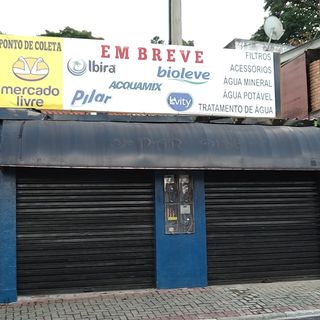 PONTO DE COLETA
mercado
livre
EM BREVE
Ibira
bioleve
ACQUAMIX
Pilar
levity
FILTROS
ACESSÓRIOS
ÁGUA MINERAL
ÁGUA POTÁVEL
TRATAMENTO DE ÁGUA